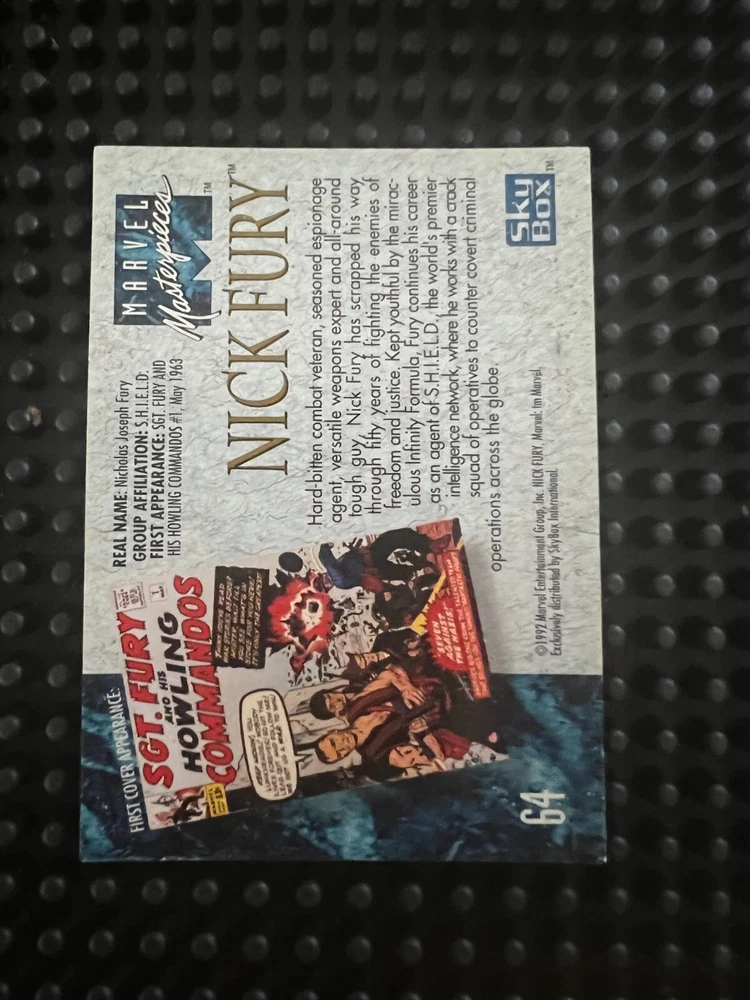 FIRST COVER APPEARANCE:
SGT. FURY
AND HIS
HOWLING
COMMANDOS
64
REAL NAME: Nicholas Joseph Fury
GROUP AFFILIATION: S.H.I.E.L.D.
FIRST APPEARANCE: SGT. FURY AND
HIS HOWLING COMMANDOS #1, May 1963
MARVEL
Masterpieces
TM
NICK FURY™
Hard-bitten combat veteran, seasoned espionage
agent, versatile weapons expert and all-around
tough guy, Nick Fury has scrapped his way
through fifty years of fighting the enemies of
freedom and justice. Kept youthful by the mirac-
ulous Infinity Formula, Fury continues his career
as an agent of S.H.I.E.L.D., the world's premier
intelligence network, where he works with a crack
squad of operatives to counter covert criminal
operations across the globe.
©1992 Marvel Entertainment Group, Inc. NICK FURY, Marvel: tm Marvel.
Exclusively distributed by SkyBox International.
Sky
Box
TM